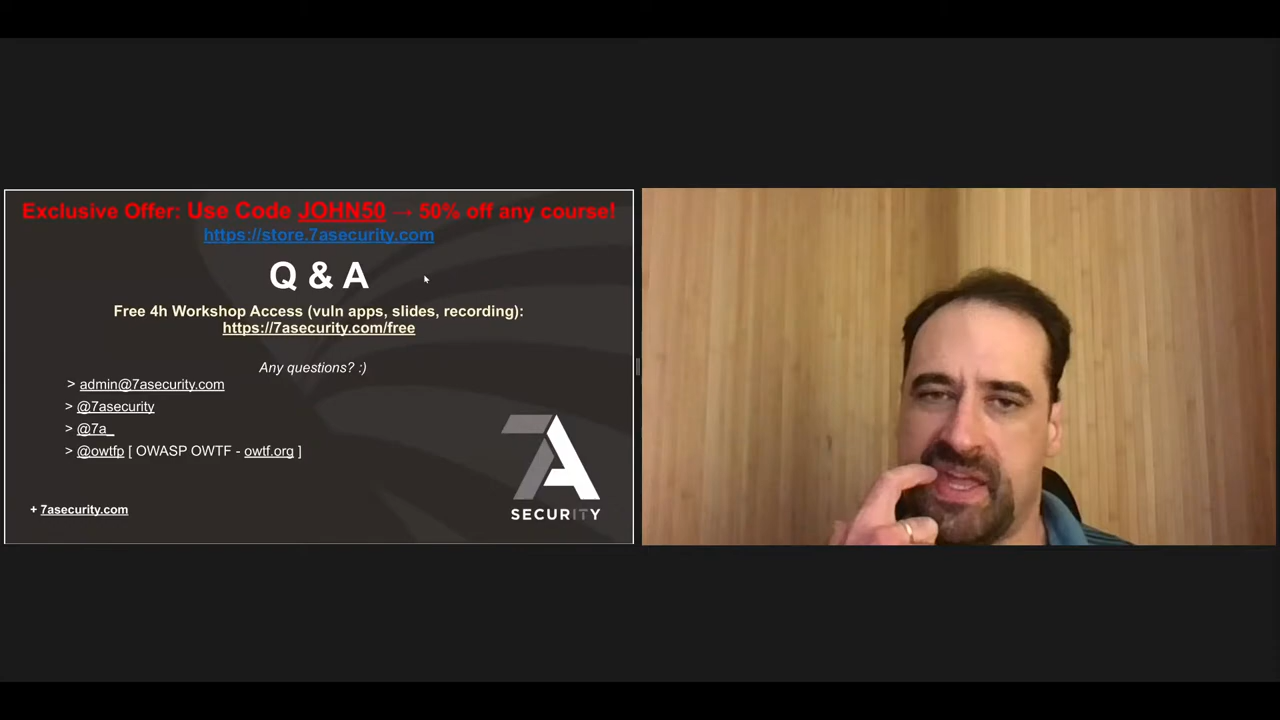 Exclusive Offer: Use Code JOHN50 → 50% off any course!
https://store.7asecurity.com
Q & A
Free 4h Workshop Access (vuln apps, slides, recording):
https://7asecurity.com/free
Any questions? :)
> admin@7asecurity.com
> @7asecurity
> @7a_
> @owtfp [ OWASP OWTF - owtf.org ]
7A
SECURITY
+ 7asecurity.com